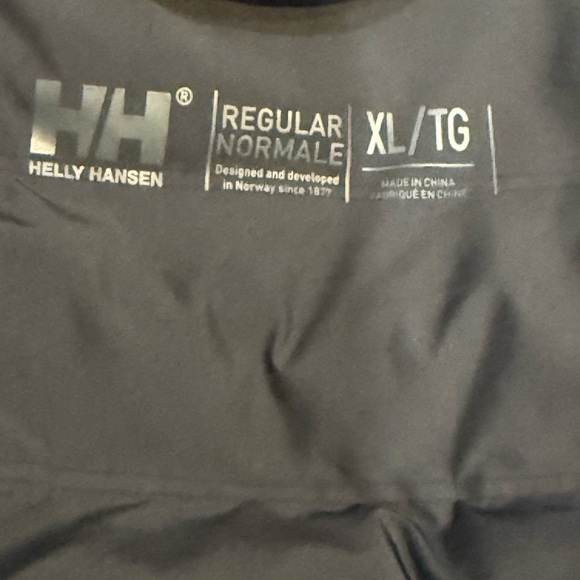 HH®
HELLY HANSEN
REGULAR
NORMALE
Designed and developed
in Norway since 1877
XL/TG
MADE IN CHINA
FABRIQUÉ EN CHINE